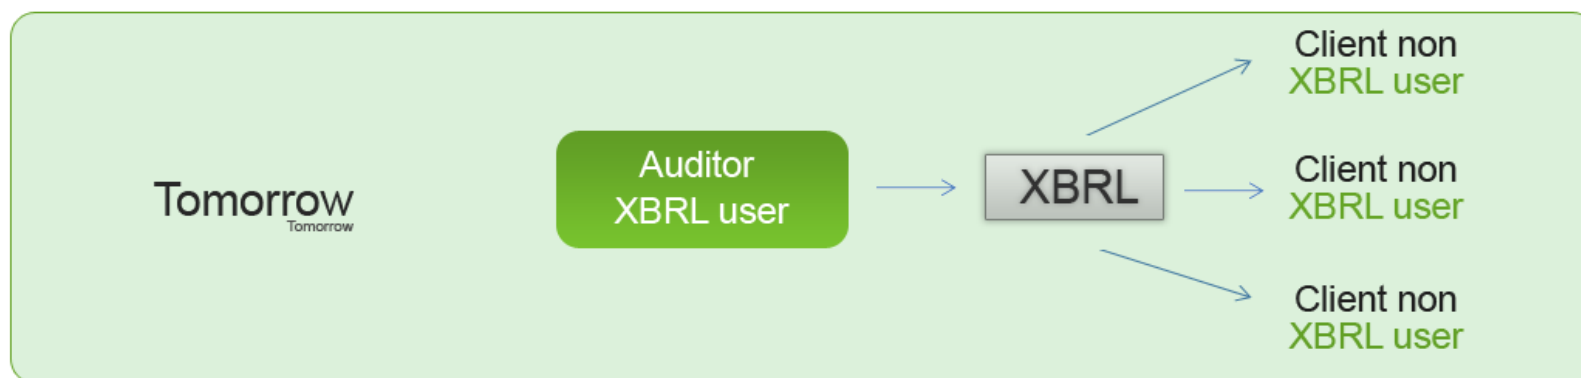 Tomorrow
Tomorrow
Auditor
XBRL user
XBRL
Client non
XBRL user
Client non
XBRL user
Client non
XBRL user